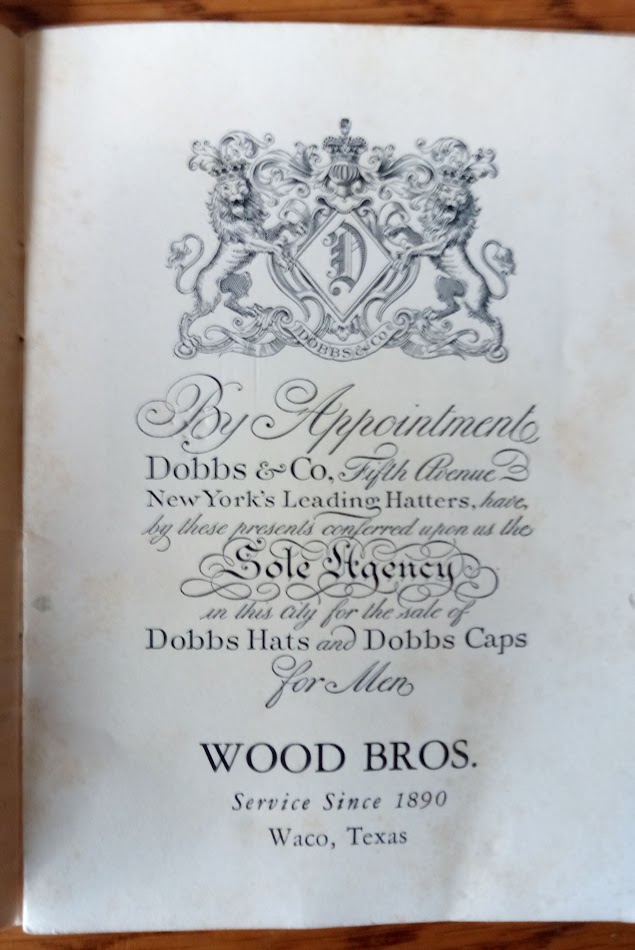 D
DOBBS & Co
By Appointment
Dobbs & Co, Fifth Avenue
New York's Leading Hatters, have,
by these presents conferred upon us the
Sole Agency
in this city for the sale of
Dobbs Hats and Dobbs Caps
for Men
WOOD BROS.
Service Since 1890
Waco, Texas